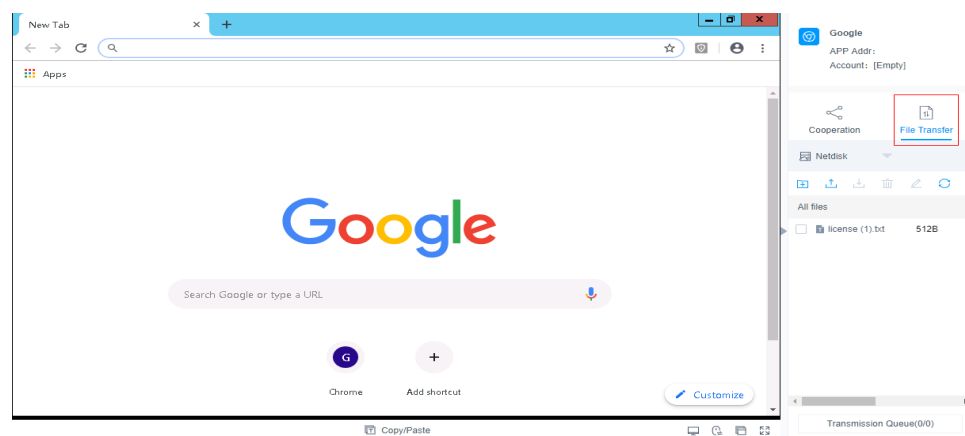 New Tab
Apps
Google
Search Google or type a URL
G
Chrome
Add shortcut
Customize
Copy/Paste
Google
APP Addr:
Account: [Empty]
Cooperation
File Transfer
Netdisk
All files
license (1).txt 512B
Transmission Queue(0/0)